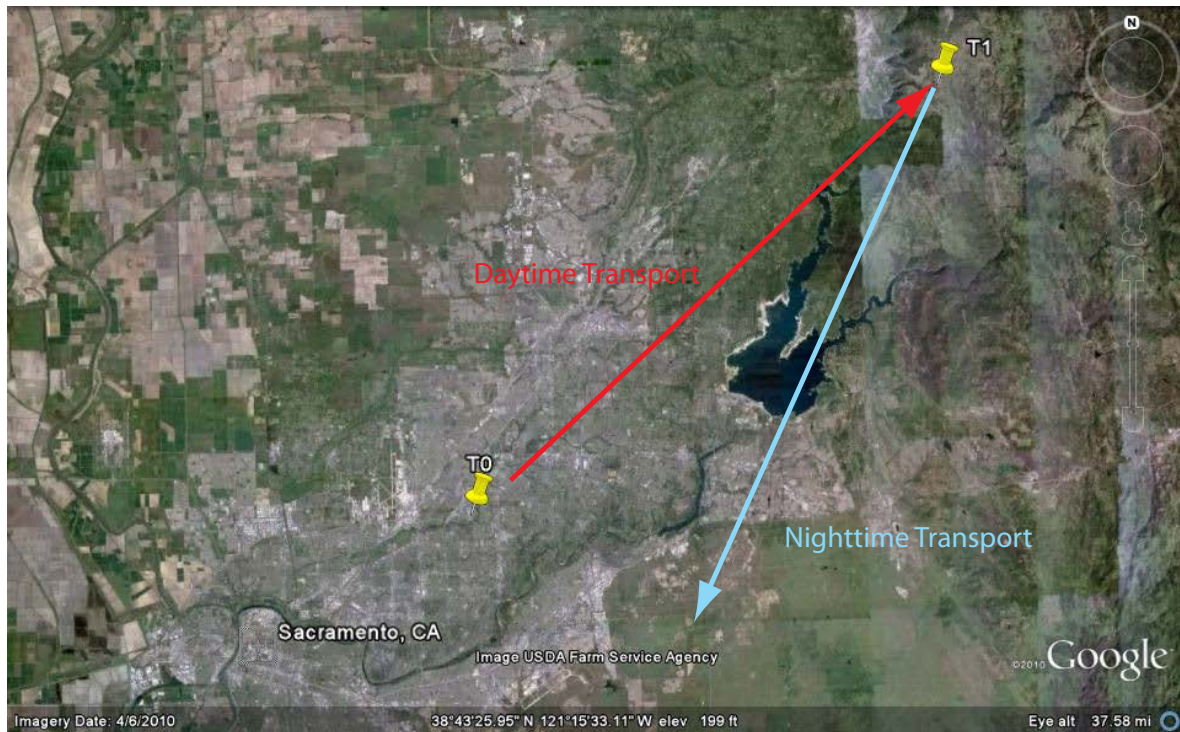 N
T1
Daytime Transport
T0
Nighttime Transport
Sacramento, CA
Image USDA Farm Service Agency
©2010 Google
Imagery Date: 4/6/2010 38°43'25.95" N 121°15'33.11" W elev 199 ft Eye alt 37.58 mi